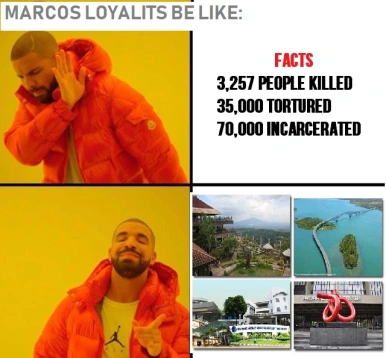 MARCOS LOYALITS BE LIKE:
FACTS
3,257 PEOPLE KILLED
35,000 TORTURED
70,000 INCARCERATED